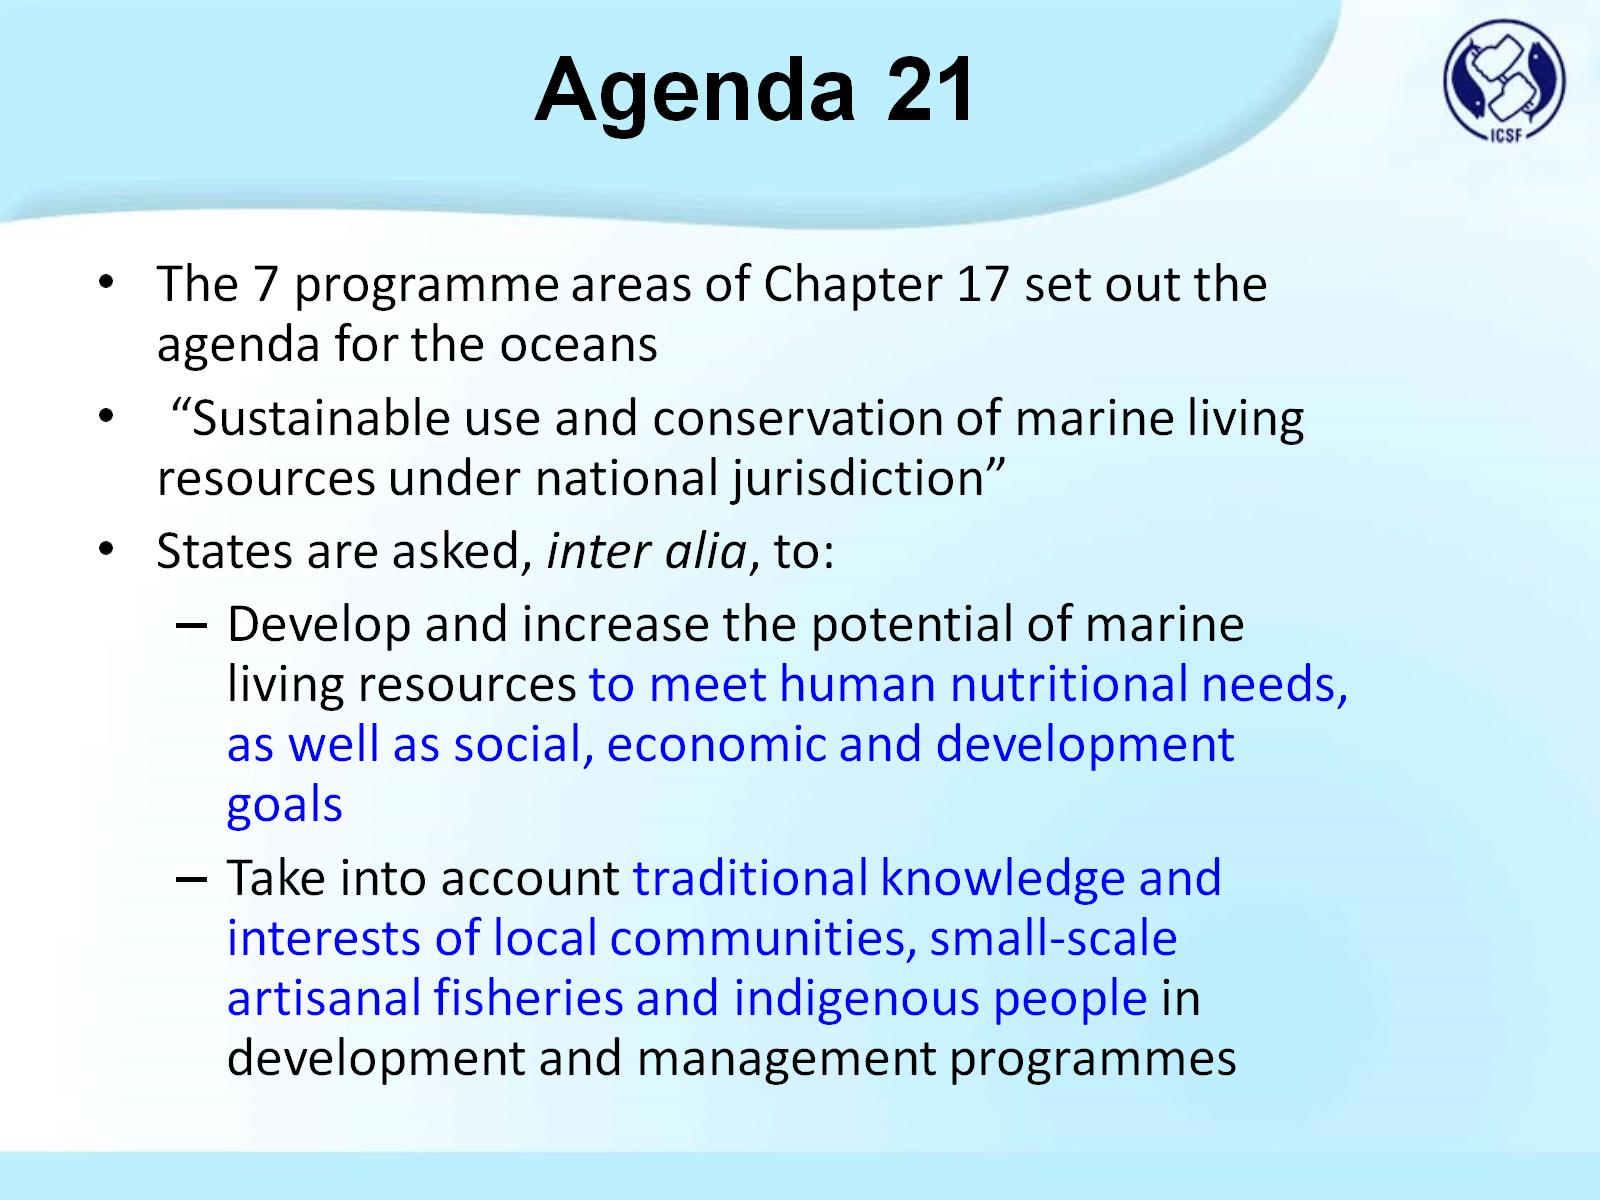 Agenda 21
ICSF
• The 7 programme areas of Chapter 17 set out the
agenda for the oceans
• “Sustainable use and conservation of marine living
resources under national jurisdiction”
• States are asked, inter alia, to:
– Develop and increase the potential of marine
living resources to meet human nutritional needs,
as well as social, economic and development
goals
– Take into account traditional knowledge and
interests of local communities, small-scale
artisanal fisheries and indigenous people in
development and management programmes